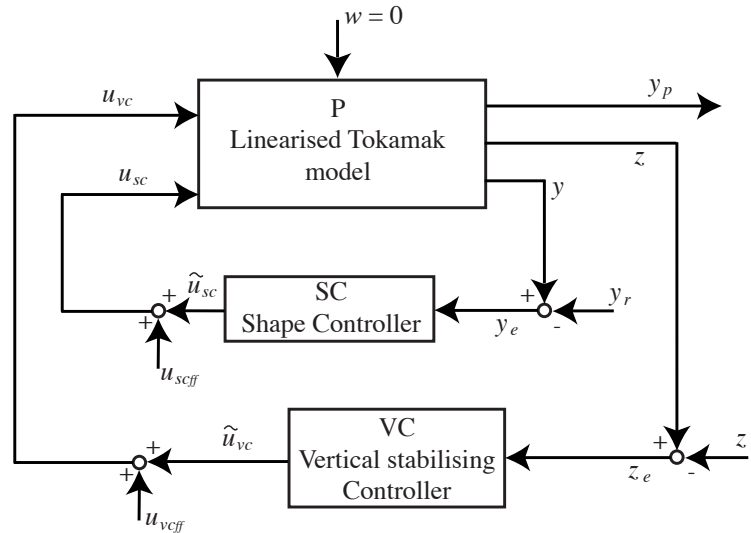 w = 0
P
Linearised Tokamak
model
u_vc
u_sc
y_p
z
y
+
-
y_r
y_e
SC
Shape Controller
ũ_sc
+
+
u_scff
VC
Vertical stabilising
Controller
ũ_vc
+
+
u_vcff
z_e
+
-
z